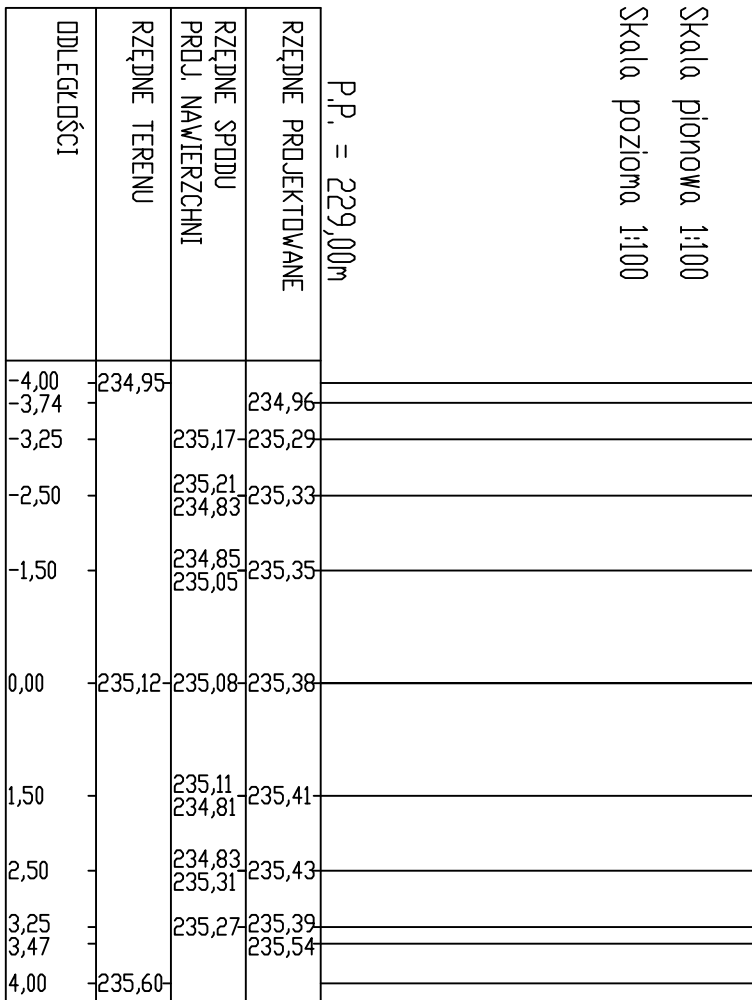 Skala pionowa 1:100
Skala pozioma 1:100
P.P. = 229,00m
RZĘDNE PROJEKTOWANE
RZĘDNE SPODU
PROJ. NAWIERZCHNI
RZĘDNE TERENU
ODLEGŁOŚCI
-4,00 234,95
-3,74 234,96
-3,25 235,17 235,29
-2,50 235,21 235,33
234,83
-1,50 234,85 235,35
235,05
0,00 235,12 235,08 235,38
1,50 235,11 235,41
234,81
2,50 234,83 235,43
235,31
3,25 235,27 235,39
3,47 235,54
4,00 235,60